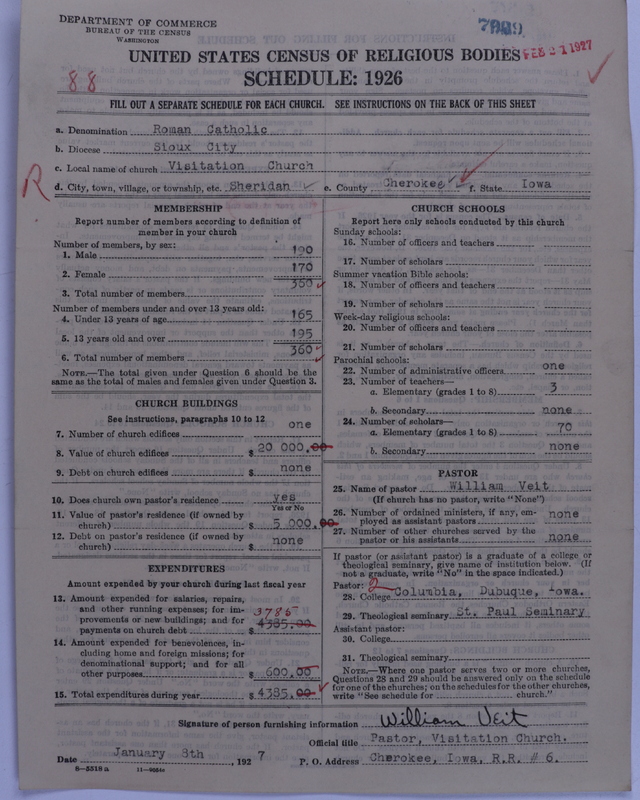 DEPARTMENT OF COMMERCE
BUREAU OF THE CENSUS
WASHINGTON
FEB 21 1927
UNITED STATES CENSUS OF RELIGIOUS BODIES
88
SCHEDULE: 1926
FILL OUT A SEPARATE SCHEDULE FOR EACH CHURCH. SEE INSTRUCTIONS ON THE BACK OF THIS SHEET
a. Denomination Roman Catholic
b. Diocese Sioux City
c. Local name of church Visitation Church
R
d. City, town, village, or township, etc. Sheridan e. County Cherokee f. State Iowa
MEMBERSHIP
Report number of members according to definition of
member in your church
Number of members, by sex:
1. Male 190
2. Female 170
3. Total number of members 360
Number of members under and over 13 years old:
4. Under 13 years of age 165
5. 13 years old and over 195
6. Total number of members 360
NOTE.—The total given under Question 6 should be the
same as the total of males and females given under Question 3.
CHURCH BUILDINGS
See instructions, paragraphs 10 to 12
7. Number of church edifices one
8. Value of church edifices $ 20 000.00
9. Debt on church edifices $ none
10. Does church own pastor's residence yes
Yes or No
11. Value of pastor's residence (if owned by
church) $ 5 000.00
12. Debt on pastor's residence (if owned by
church) $ none
EXPENDITURES
Amount expended by your church during last fiscal year
13. Amount expended for salaries, repairs,
and other running expenses; for im-
provements or new buildings; and for 3785
payments on church debt $ 4385.00
14. Amount expended for benevolences, in-
cluding home and foreign missions; for
denominational support; and for all
other purposes $ 600.00
15. Total expenditures during year $ 4385.00
CHURCH SCHOOLS
Report here only schools conducted by this church
Sunday schools:
16. Number of officers and teachers
17. Number of scholars
Summer vacation Bible schools:
18. Number of officers and teachers
19. Number of scholars
Week-day religious schools:
20. Number of officers and teachers
21. Number of scholars
Parochial schools:
22. Number of administrative officers one
23. Number of teachers—
a. Elementary (grades 1 to 8) 3
b. Secondary none
24. Number of scholars—
a. Elementary (grades 1 to 8) 70
b. Secondary none
PASTOR
25. Name of pastor William Veit
(If church has no pastor, write "None")
26. Number of ordained ministers, if any, em-
ployed as assistant pastors none
27. Number of other churches served by the
pastor or his assistants none
If pastor (or assistant pastor) is a graduate of a college or
theological seminary, give name of institution below. (If
not a graduate, write "No" in the space indicated.)
Pastor: 2
28. College Columbia, Dubuque, Iowa.
29. Theological seminary St. Paul Seminary
Assistant pastor:
30. College
31. Theological seminary
NOTE.—Where one pastor serves two or more churches,
Questions 28 and 29 should be answered only on the schedule
for one of the churches; on the schedules for the other churches,
write "See schedule for church."
Signature of person furnishing information William Veit
Official title Pastor, Visitation Church.
Date January 8th, 1927 P. O. Address Cherokee, Iowa, R.R. # 6.